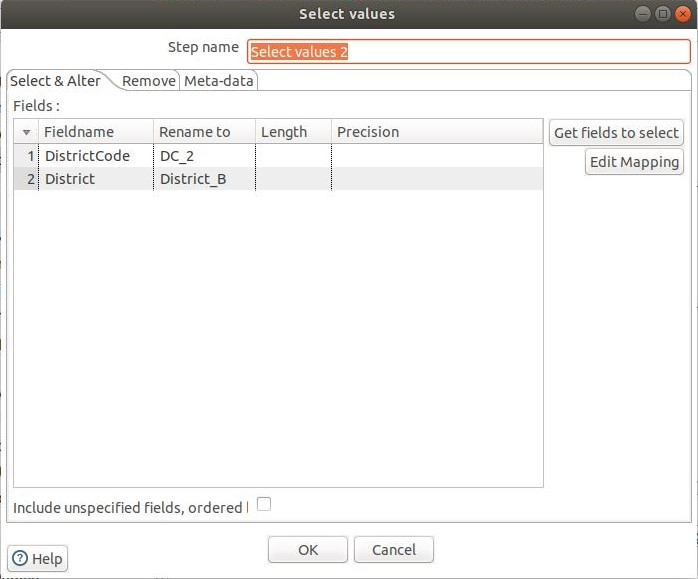 Select values
Step name Select values 2
Select & Alter Remove Meta-data
Fields :
Fieldname Rename to Length Precision
1 DistrictCode DC_2
2 District District_B
Get fields to select
Edit Mapping
Include unspecified fields, ordered
Help OK Cancel